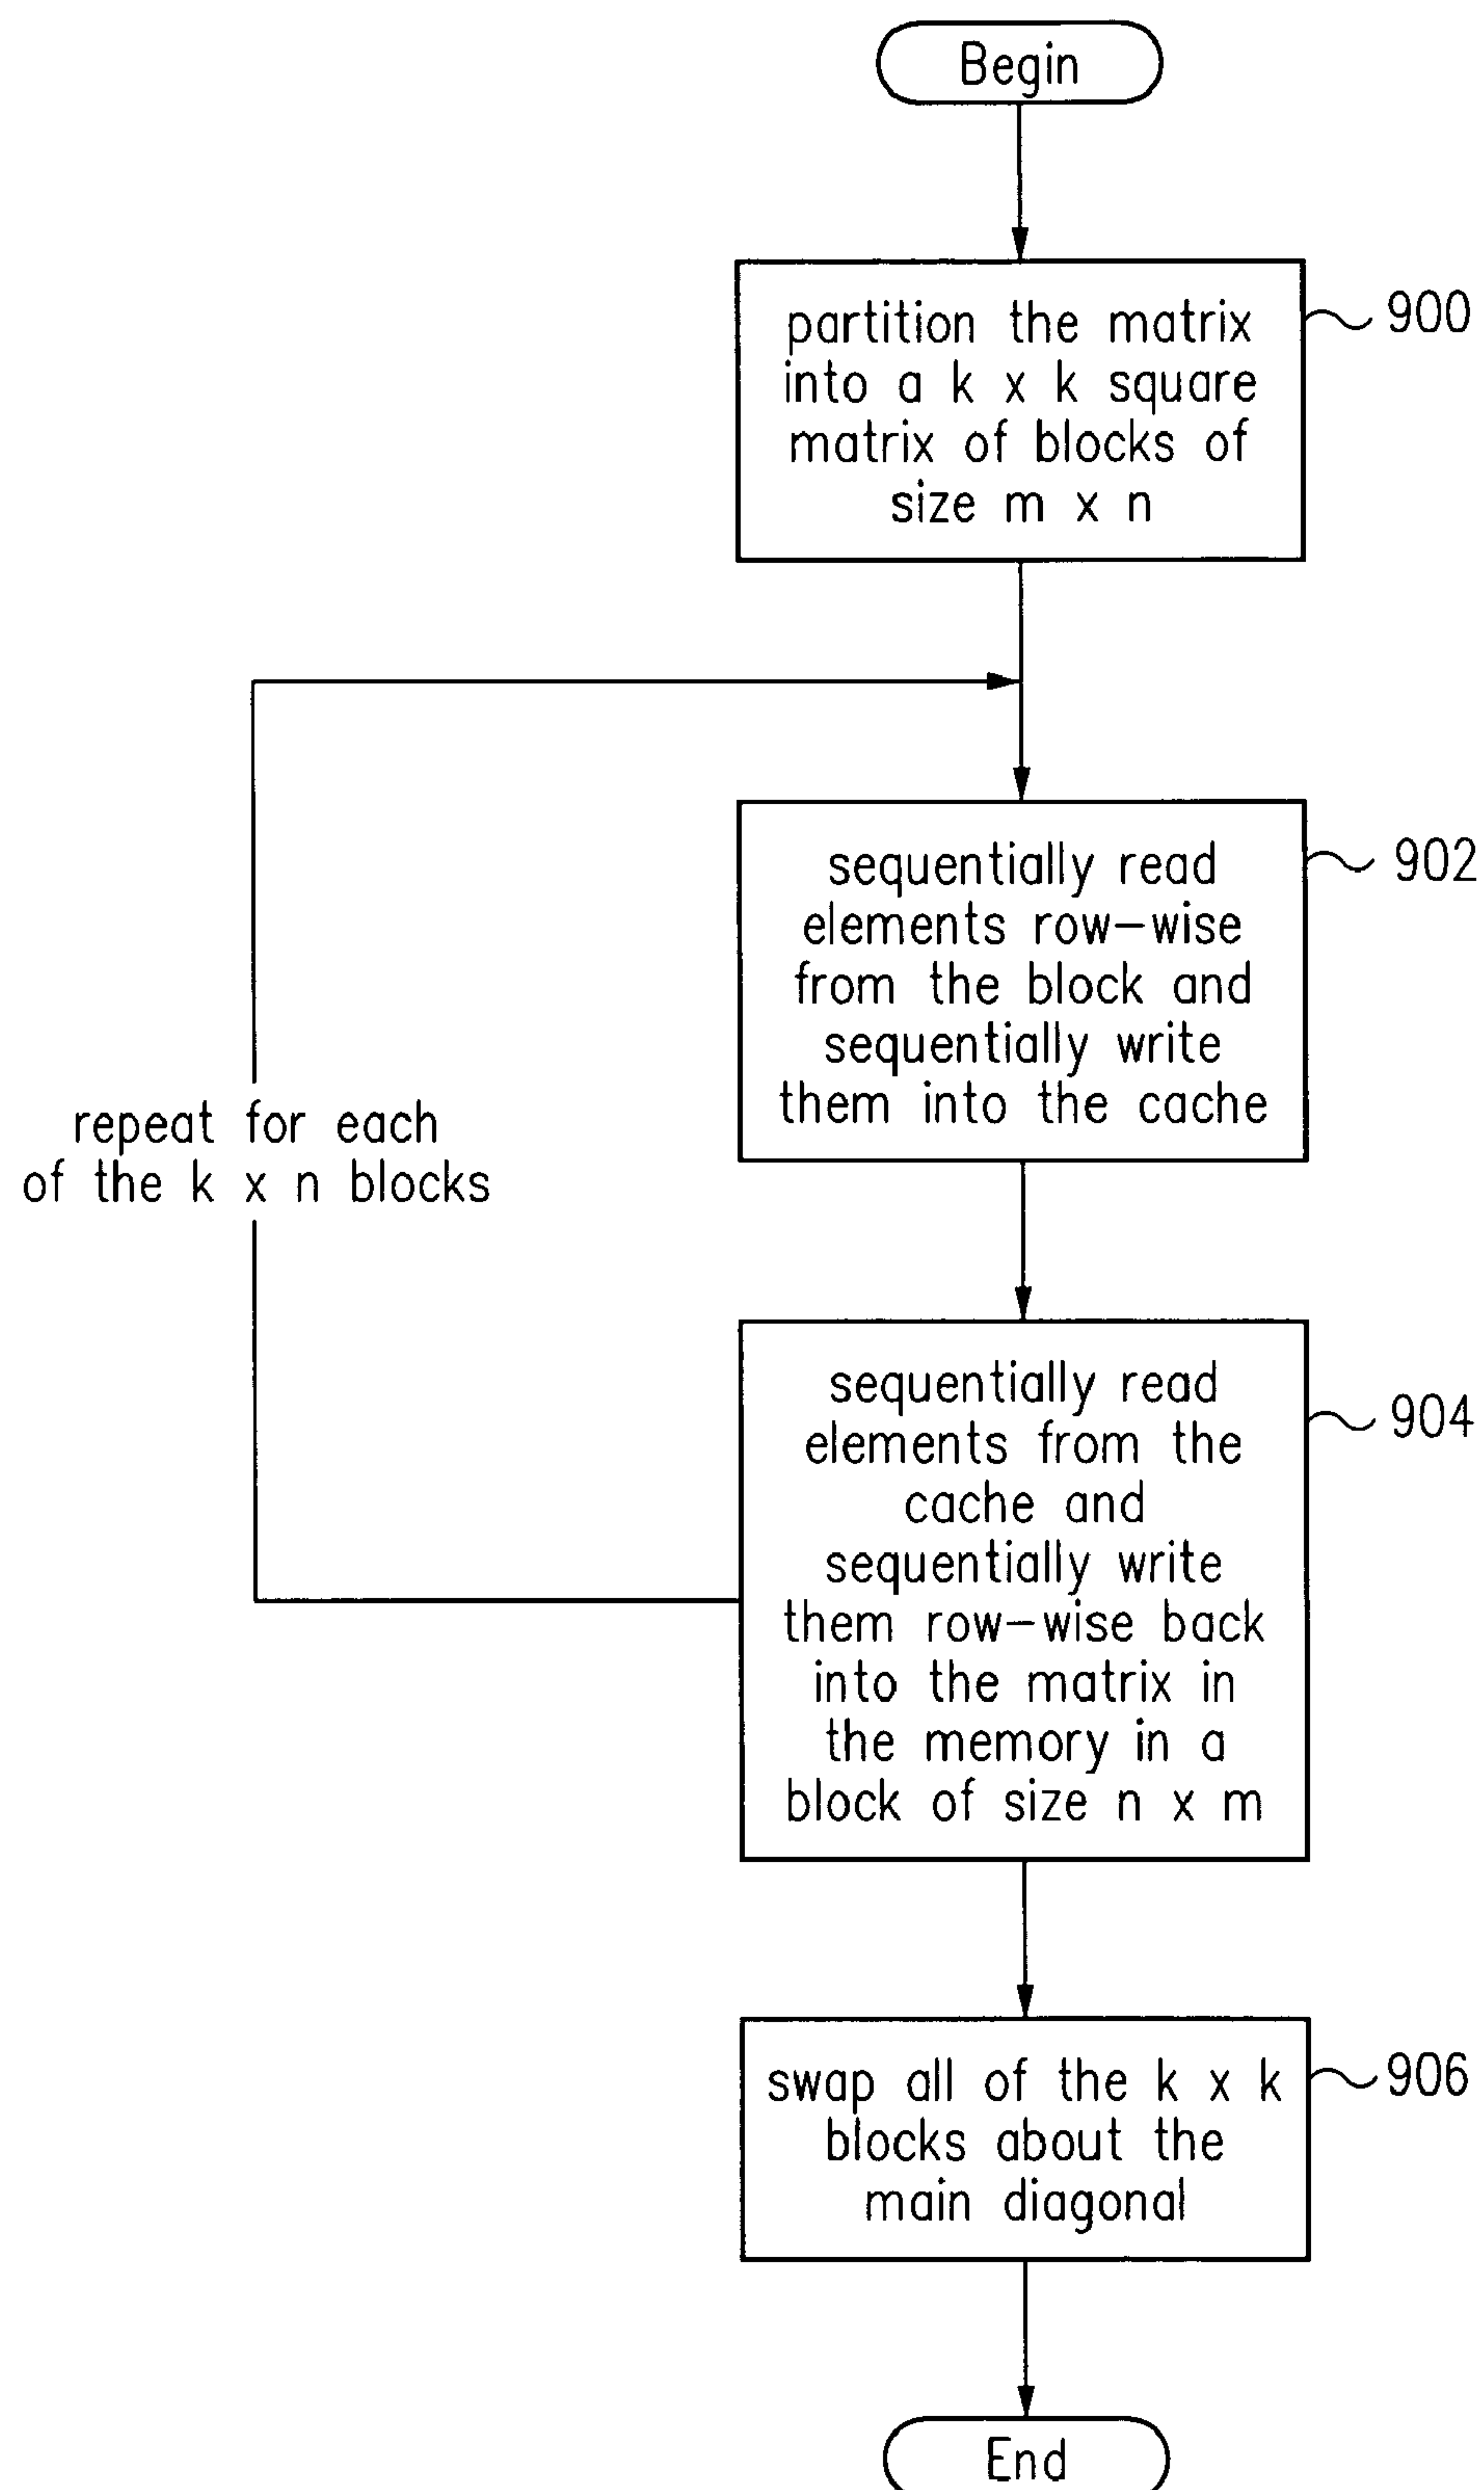 Begin
partition the matrix
into a k x k square
matrix of blocks of
size m x n
900
sequentially read
elements row-wise
from the block and
sequentially write
them into the cache
902
repeat for each
of the k x n blocks
sequentially read
elements from the
cache and
sequentially write
them row-wise back
into the matrix in
the memory in a
block of size n x m
904
swap all of the k x k
blocks about the
main diagonal
906
End